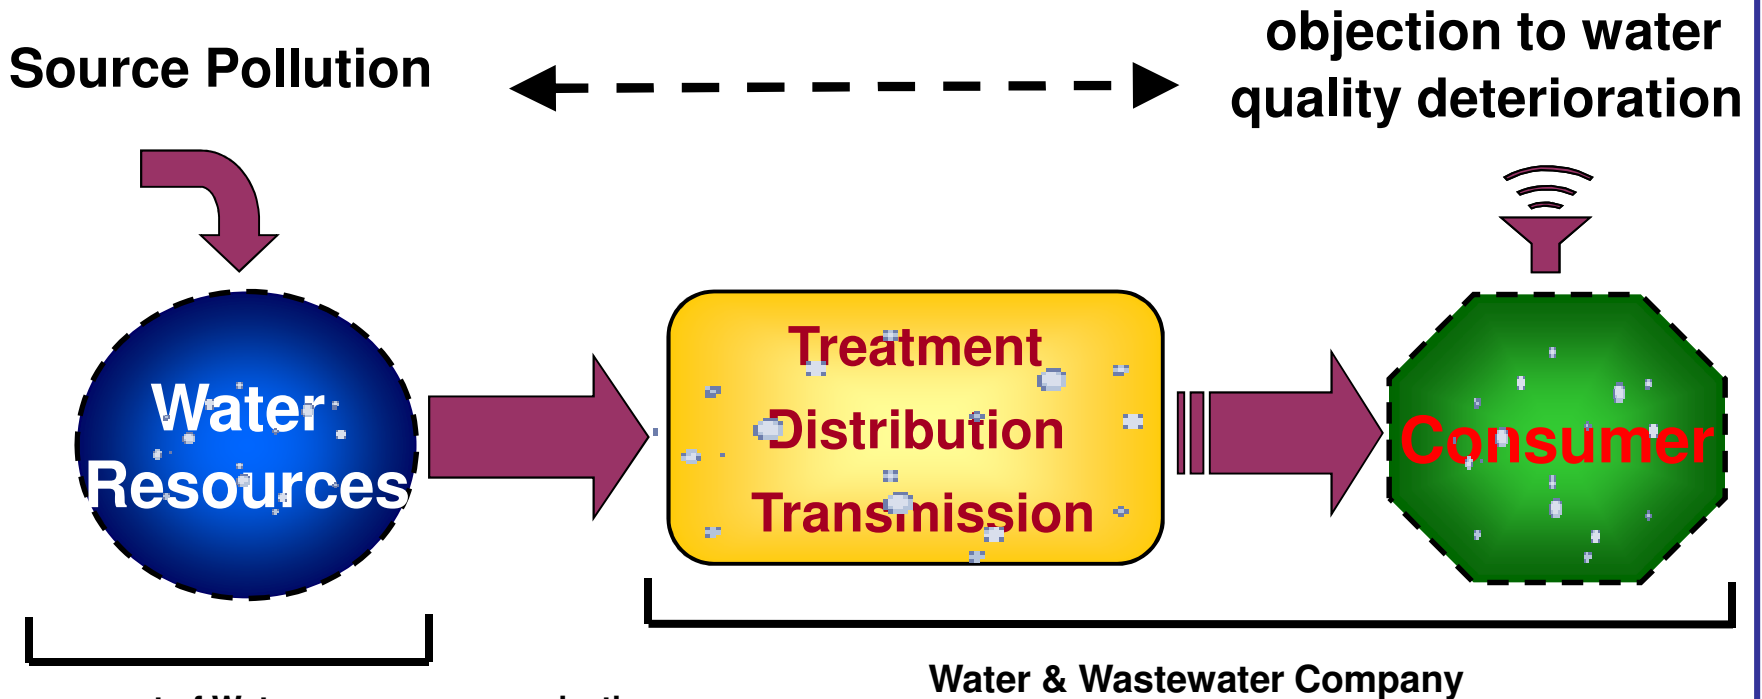 Source Pollution
objection to water
quality deterioration
Water
Resources
Treatment
Distribution
Transmission
Consumer
Water & Wastewater Company